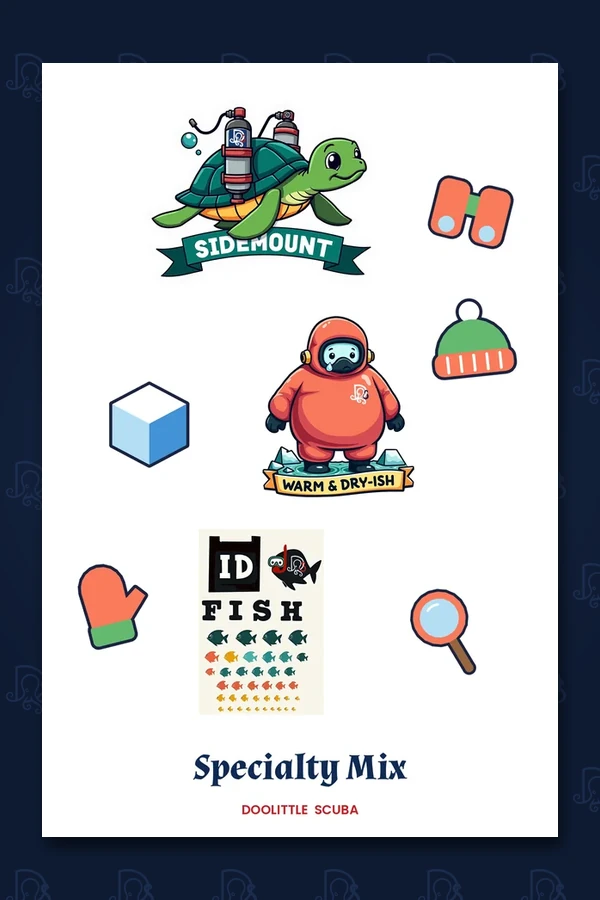 SIDEMOUNT
WARM & DRY-ISH
ID
FISH
Specialty Mix
DOOLITTLE SCUBA